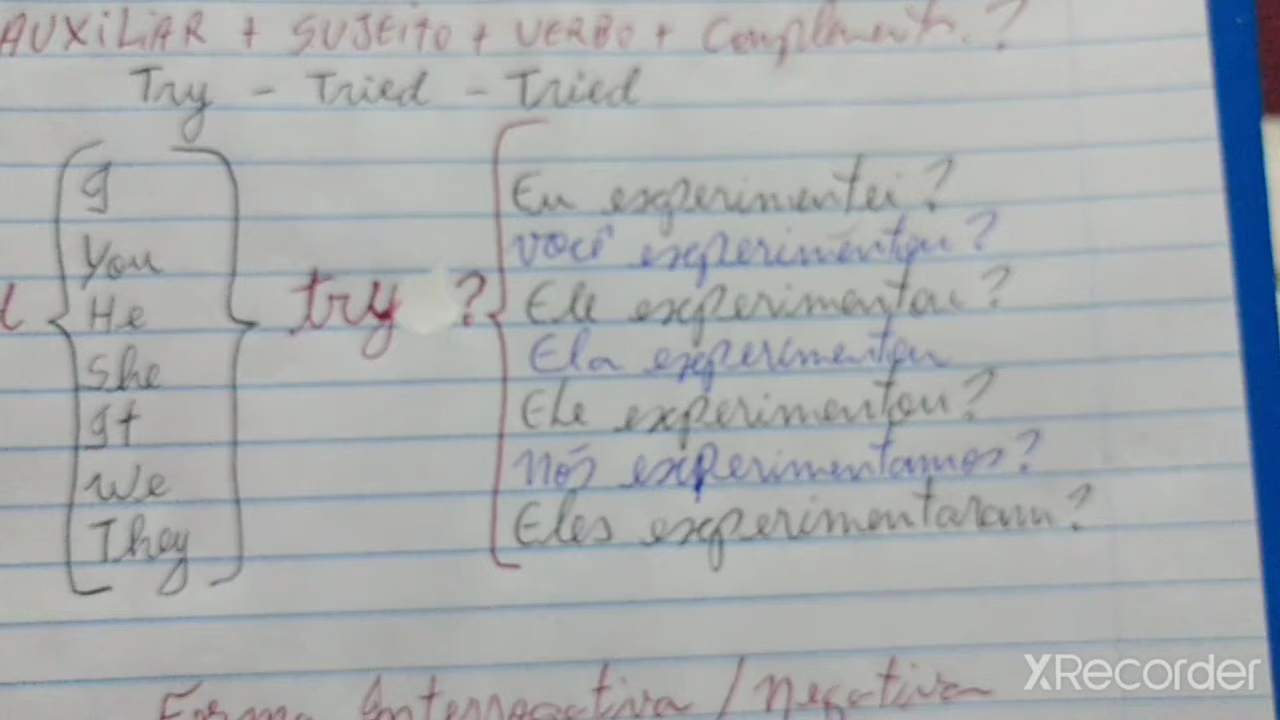 AUXiLiAR + SUJEiTO + VERBO + Complement. ?
Try - Tried - Tried
I
You
He
She
It
We
They
try ?
Eu experimentei ?
você experimentou ?
Ele experimentou ?
Ela experimentou
Ele experimentou ?
nós experimentamos ?
Eles experimentaram ?
Forma Interrogativa / negativa
XRecorder